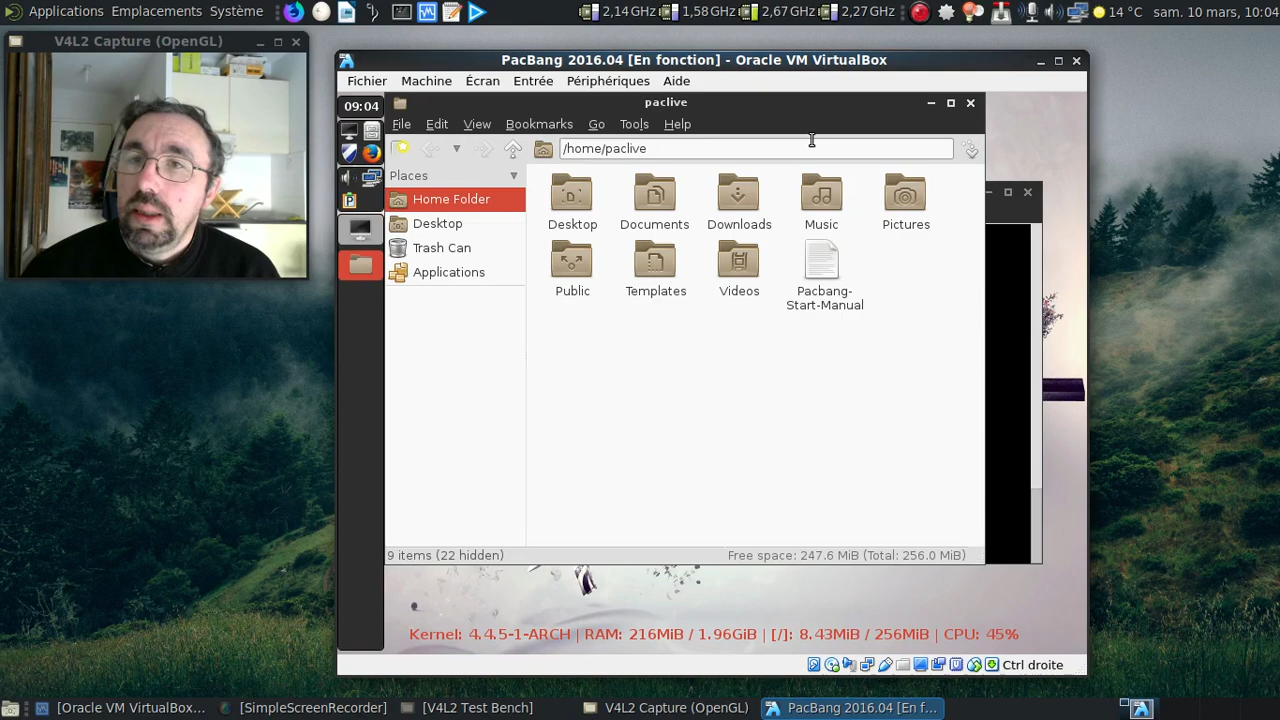 Applications Emplacements Système
2,14 GHz 1,58 GHz 2,67 GHz 2,27 GHz
14 °C sam. 10 mars, 10:04
V4L2 Capture (OpenGL)
PacBang 2016.04 [En fonction] - Oracle VM VirtualBox
Fichier Machine Écran Entrée Périphériques Aide
09:04
paclive
File Edit View Bookmarks Go Tools Help
/home/paclive
Places
Home Folder
Desktop
Trash Can
Applications
Desktop Documents Downloads Music Pictures
Public Templates Videos Pacbang-
Start-Manual
9 items (22 hidden) Free space: 247.6 MiB (Total: 256.0 MiB)
Kernel: 4.4.5-1-ARCH | RAM: 216MiB / 1.96GiB | [/]: 8.43MiB / 256MiB | CPU: 45%
Ctrl droite
[Oracle VM VirtualBox... [SimpleScreenRecorder] [V4L2 Test Bench] V4L2 Capture (OpenGL) PacBang 2016.04 [En f...